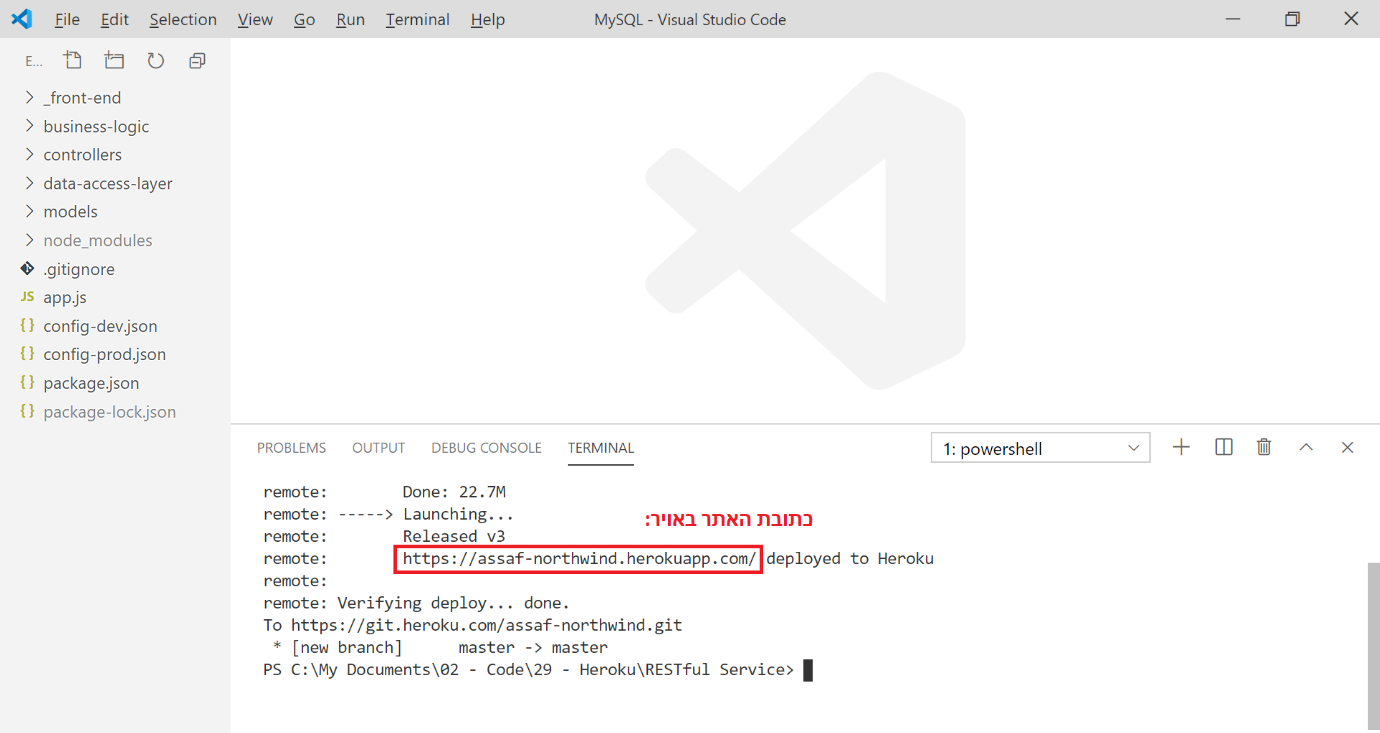 File Edit Selection View Go Run Terminal Help MySQL - Visual Studio Code
E...
_front-end
business-logic
controllers
data-access-layer
models
node_modules
.gitignore
JS app.js
{} config-dev.json
{} config-prod.json
{} package.json
{} package-lock.json
PROBLEMS OUTPUT DEBUG CONSOLE TERMINAL 1: powershell
remote: Done: 22.7M
remote: -----> Launching...
כתובת האתר באויר:
remote: Released v3
remote: https://assaf-northwind.herokuapp.com/ deployed to Heroku
remote:
remote: Verifying deploy... done.
To https://git.heroku.com/assaf-northwind.git
* [new branch] master -> master
PS C:\My Documents\02 - Code\29 - Heroku\RESTful Service>